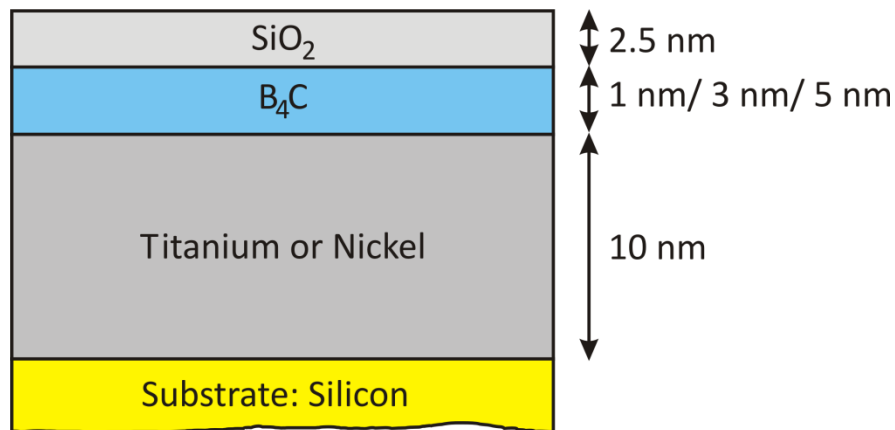 SiO₂
2.5 nm
B₄C
1 nm/ 3 nm/ 5 nm
Titanium or Nickel
10 nm
Substrate: Silicon